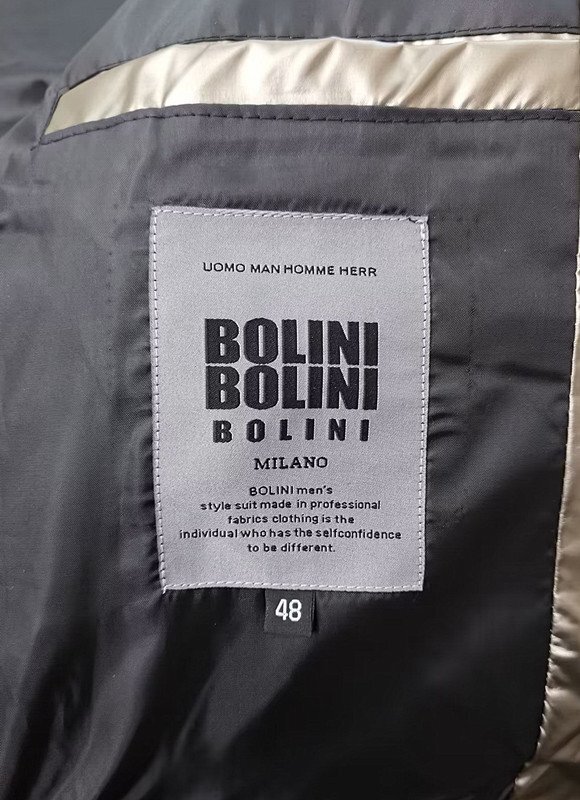 UOMO MAN HOMME HERR
BOLINI
BOLINI
BOLINI
MILANO
BOLINI men's
style suit made in professional
fabrics clothing is the
individual who has the selfconfidence
to be different.
48